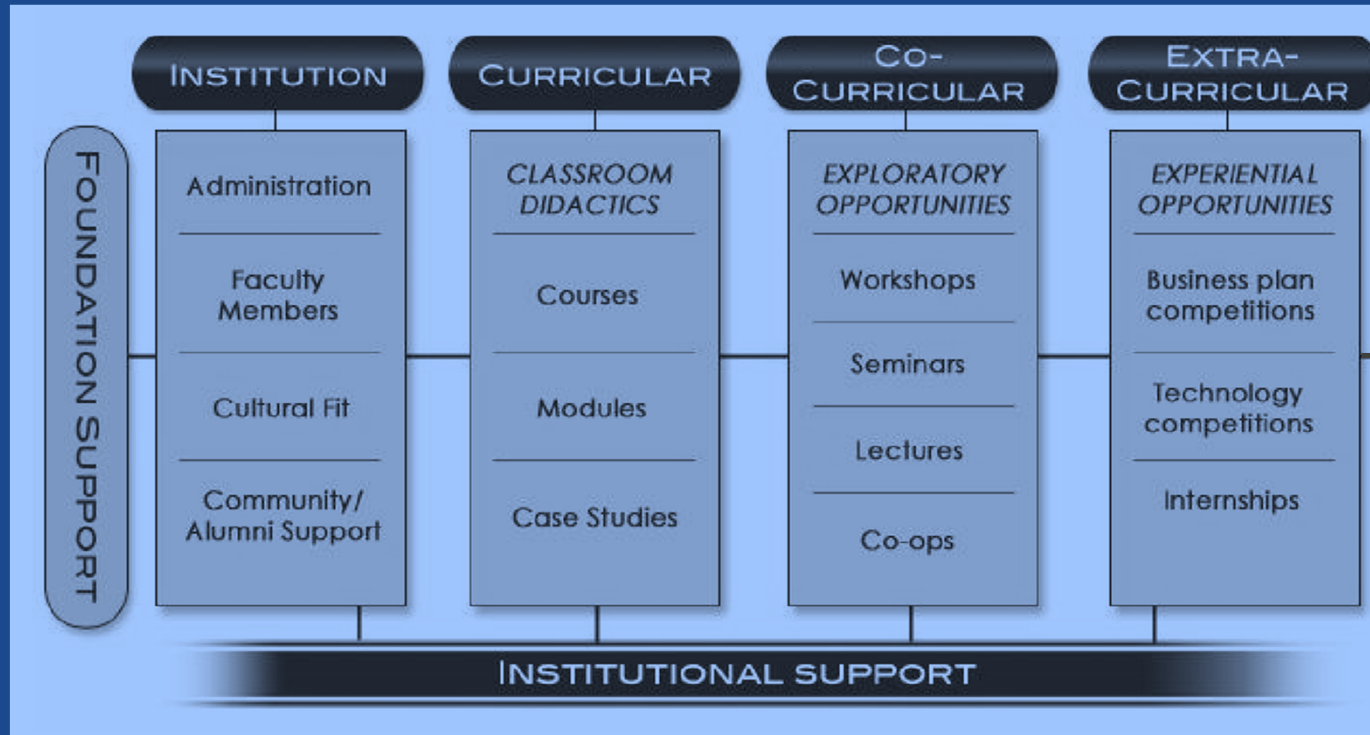 FOUNDATION SUPPORT
INSTITUTION
Administration
Faculty
Members
Cultural Fit
Community/
Alumni Support
CURRICULAR
CLASSROOM
DIDACTICS
Courses
Modules
Case Studies
CO-
CURRICULAR
EXPLORATORY
OPPORTUNITIES
Workshops
Seminars
Lectures
Co-ops
EXTRA-
CURRICULAR
EXPERIENTIAL
OPPORTUNITIES
Business plan
competitions
Technology
competitions
Internships
INSTITUTIONAL SUPPORT